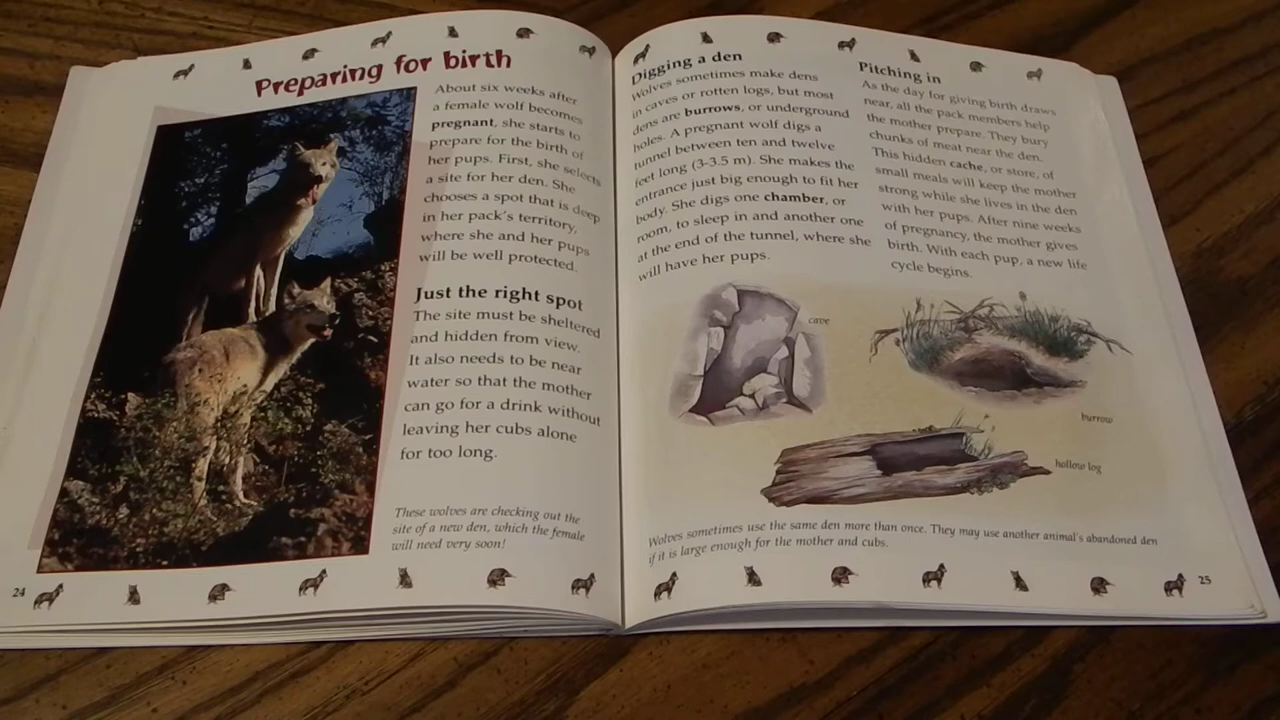 Preparing for birth
About six weeks after
a female wolf becomes
pregnant, she starts to
prepare for the birth of
her pups. First, she selects
a site for her den. She
chooses a spot that is deep
in her pack's territory,
where she and her pups
will be well protected.
Just the right spot
The site must be sheltered
and hidden from view.
It also needs to be near
water so that the mother
can go for a drink without
leaving her cubs alone
for too long.
These wolves are checking out the
site of a new den, which the female
will need very soon!
24
Digging a den
Wolves sometimes make dens
in caves or rotten logs, but most
dens are burrows, or underground
holes. A pregnant wolf digs a
tunnel between ten and twelve
feet long (3-3.5 m). She makes the
entrance just big enough to fit her
body. She digs one chamber, or
room, to sleep in and another one
at the end of the tunnel, where she
will have her pups.
Pitching in
As the day for giving birth draws
near, all the pack members help
the mother prepare. They bury
chunks of meat near the den.
This hidden cache, or store, of
small meals will keep the mother
strong while she lives in the den
with her pups. After nine weeks
of pregnancy, the mother gives
birth. With each pup, a new life
cycle begins.
cave
burrow
hollow log
Wolves sometimes use the same den more than once. They may use another animal's abandoned den
if it is large enough for the mother and cubs.
25